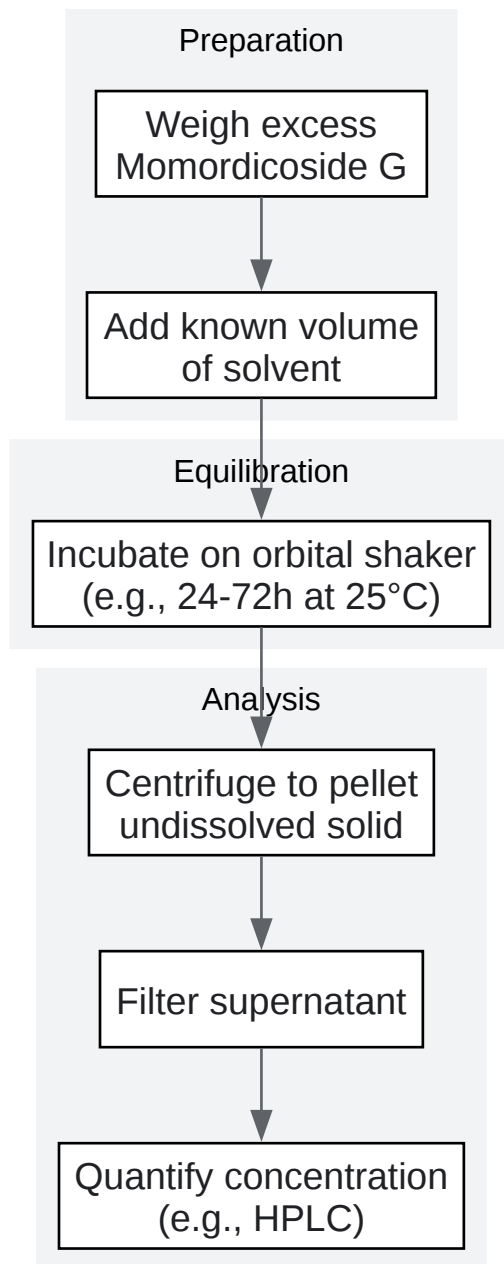 Preparation
Weigh excess
Momordicoside G
Add known volume
of solvent
Equilibration
Incubate on orbital shaker
(e.g., 24-72h at 25°C)
Analysis
Centrifuge to pellet
undissolved solid
Filter supernatant
Quantify concentration
(e.g., HPLC)